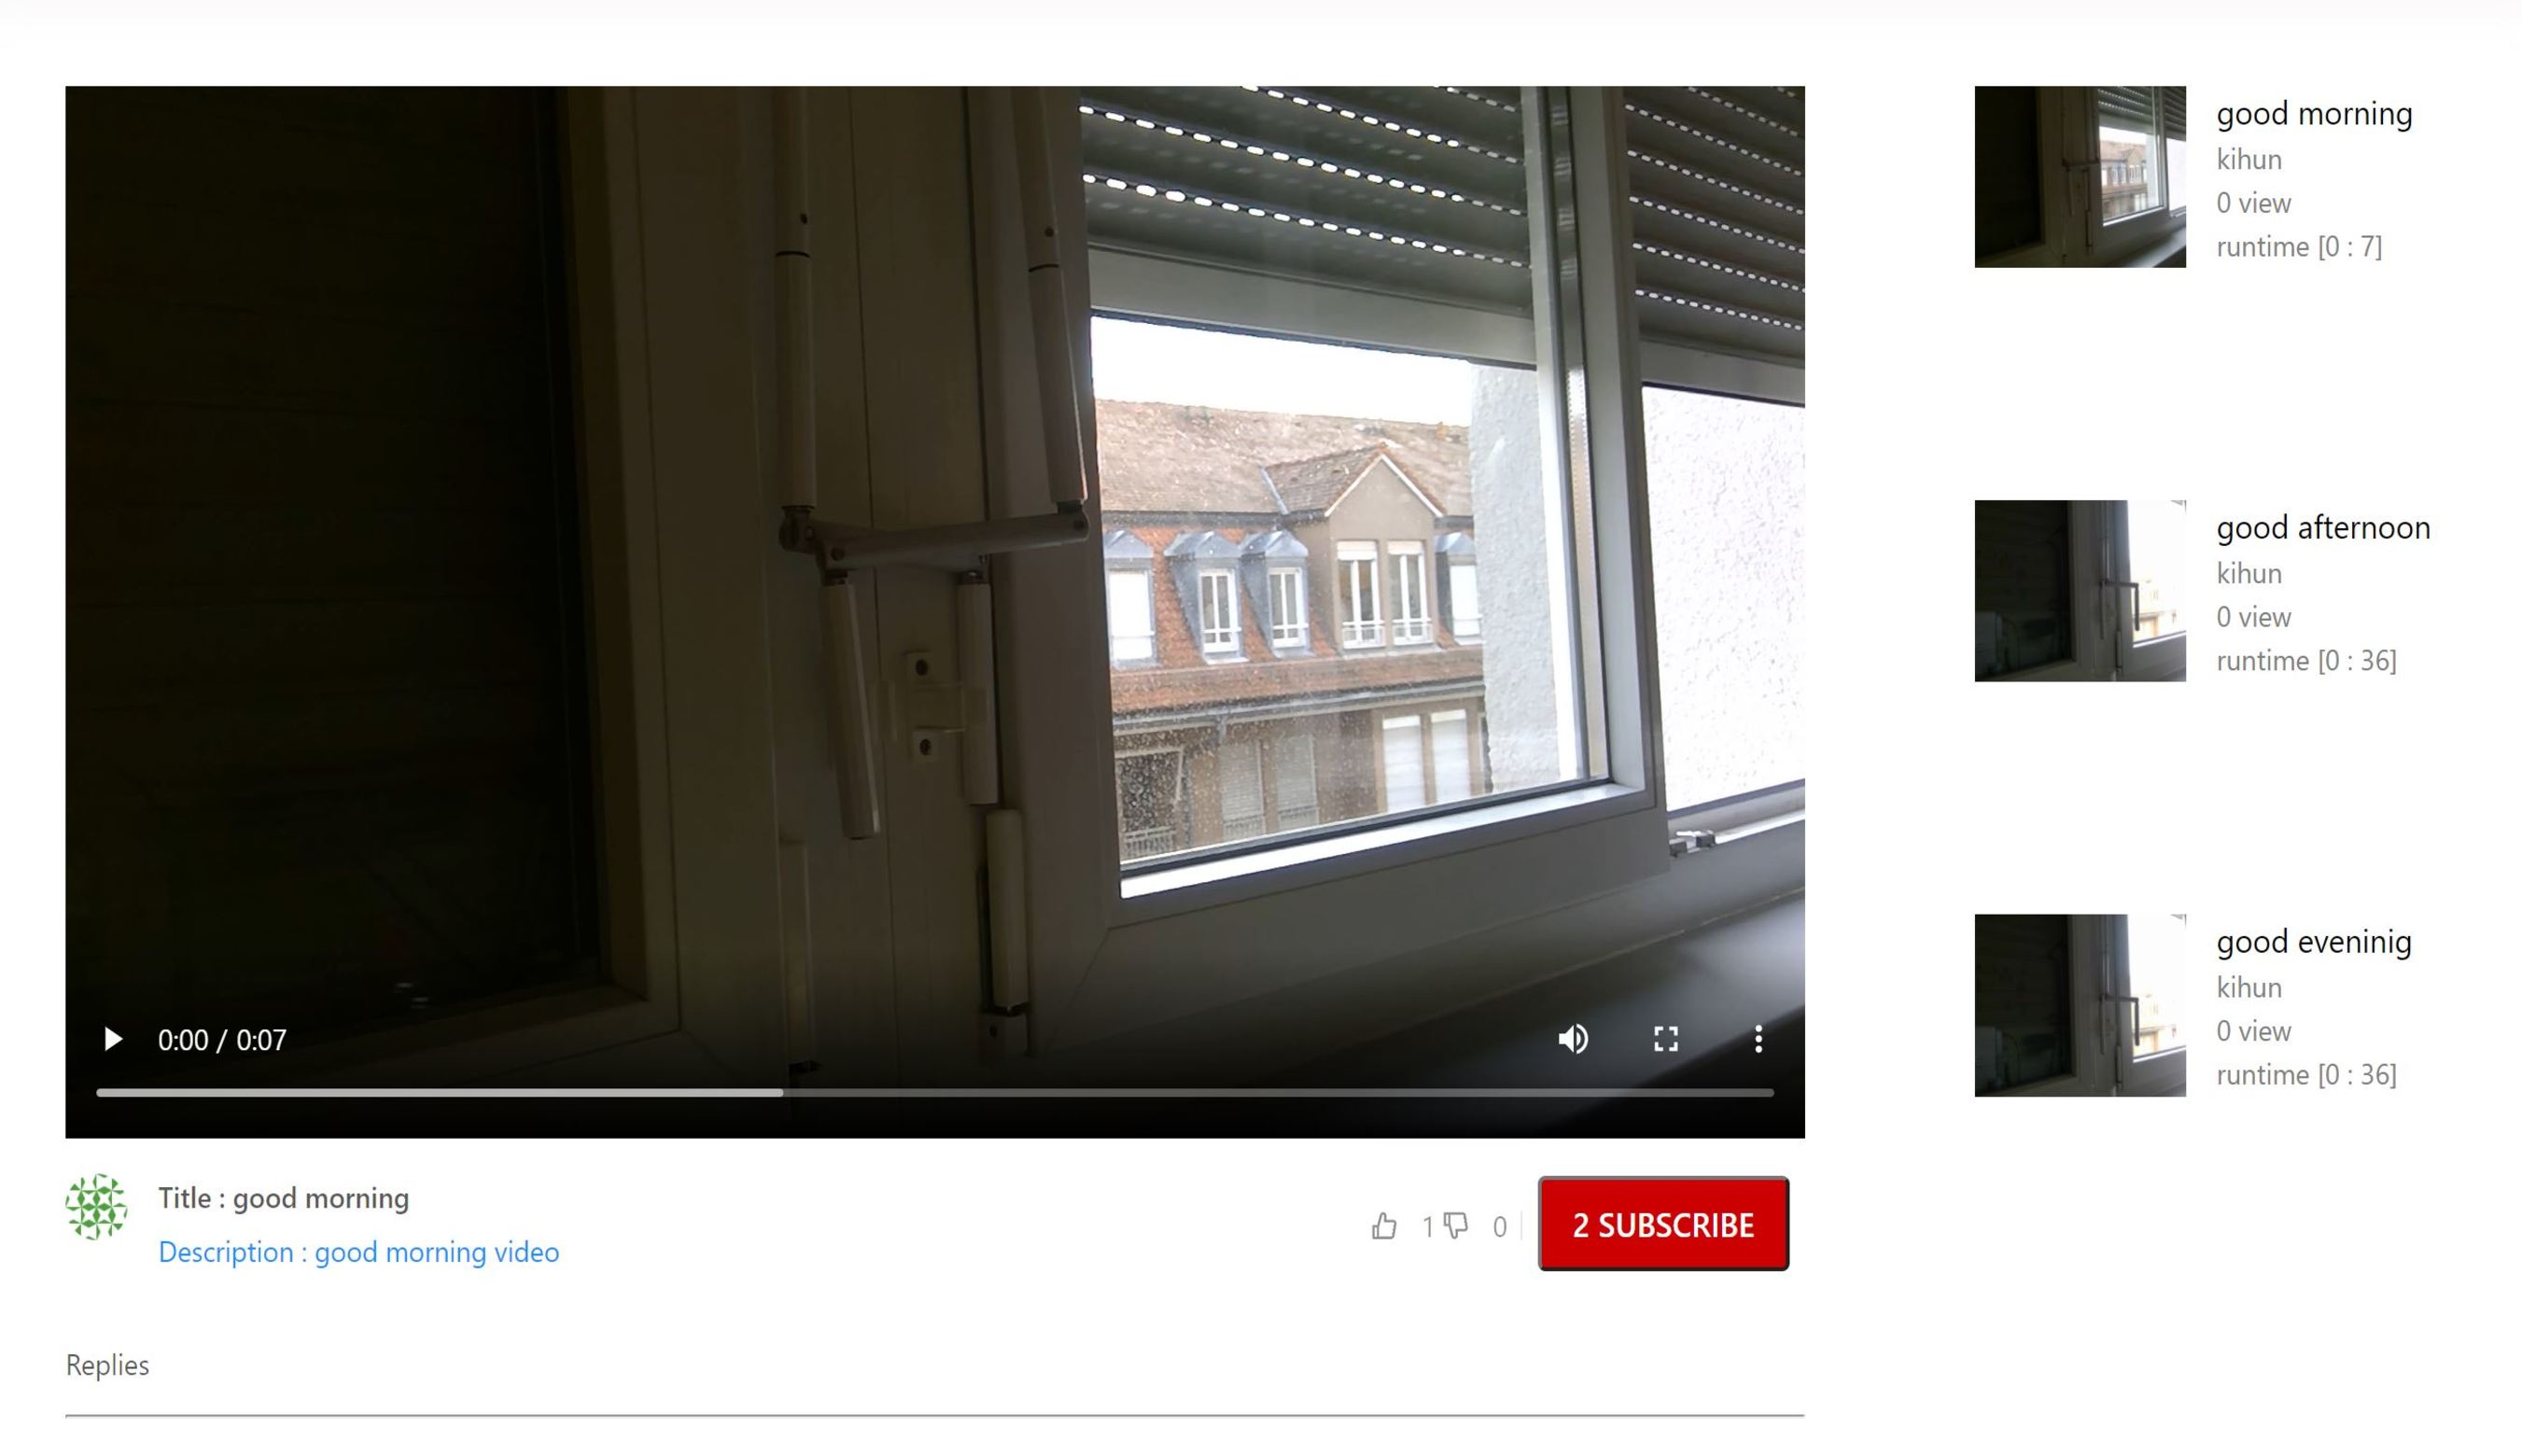 0:00 / 0:07
Title : good morning
Description : good morning video
1 0
2 SUBSCRIBE
Replies
good morning
kihun
0 view
runtime [0 : 7]
good afternoon
kihun
0 view
runtime [0 : 36]
good eveninig
kihun
0 view
runtime [0 : 36]